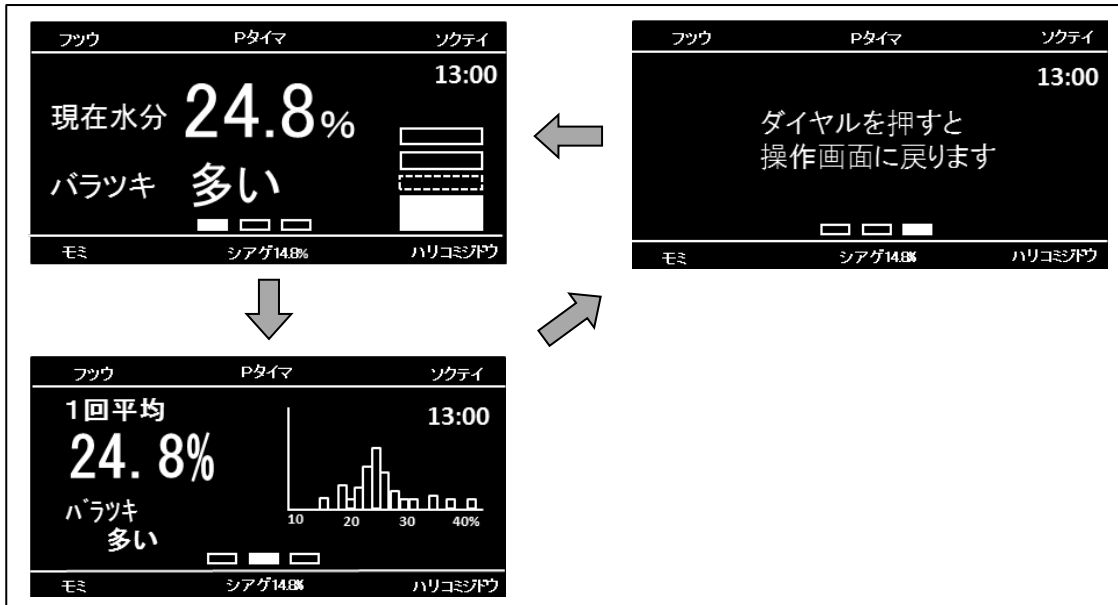 フツウ Pタイマ ソクテイ
13:00
現在水分 24.8%
バラツキ 多い
モミ シアゲ14.8% ハリコミジドウ
フツウ Pタイマ ソクテイ
13:00
ダイヤルを押すと
操作画面に戻ります
モミ シアゲ14.8% ハリコミジドウ
フツウ Pタイマ ソクテイ
1回平均
13:00
24.8%
バラツキ
多い
10 20 30 40%
モミ シアゲ14.8% ハリコミジドウ